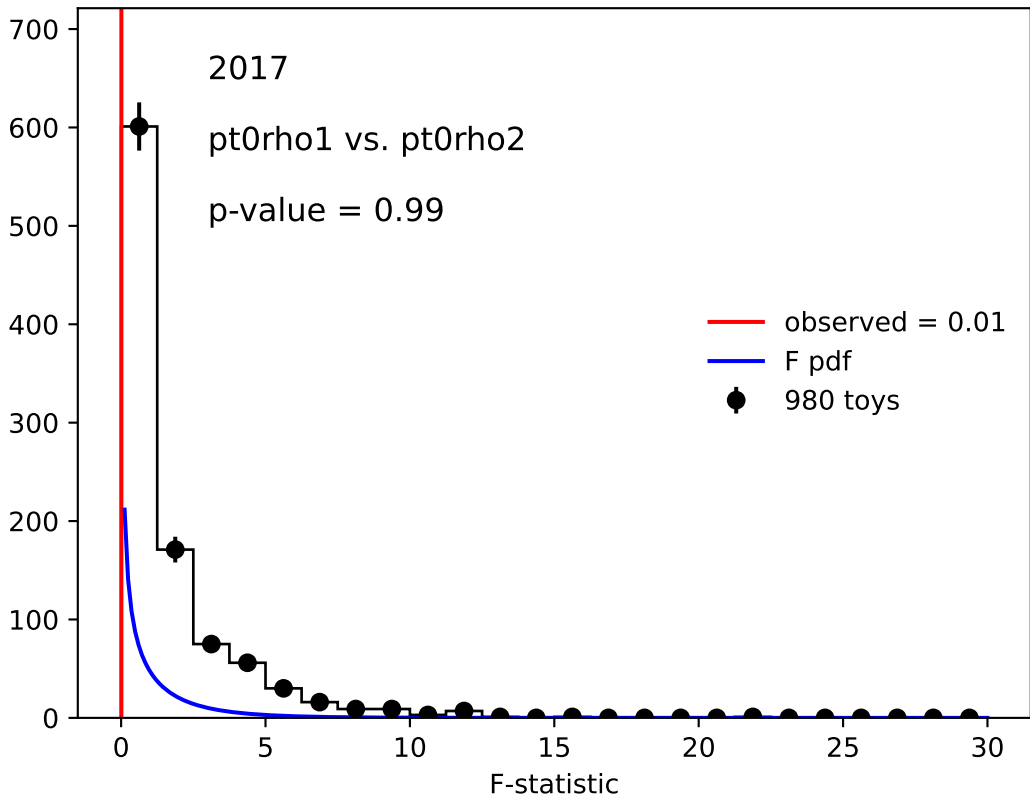 700
600
500
400
300
200
100
0
2017
pt0rho1 vs. pt0rho2
p-value = 0.99
observed = 0.01
F pdf
980 toys
0 5 10 15 20 25 30
F-statistic